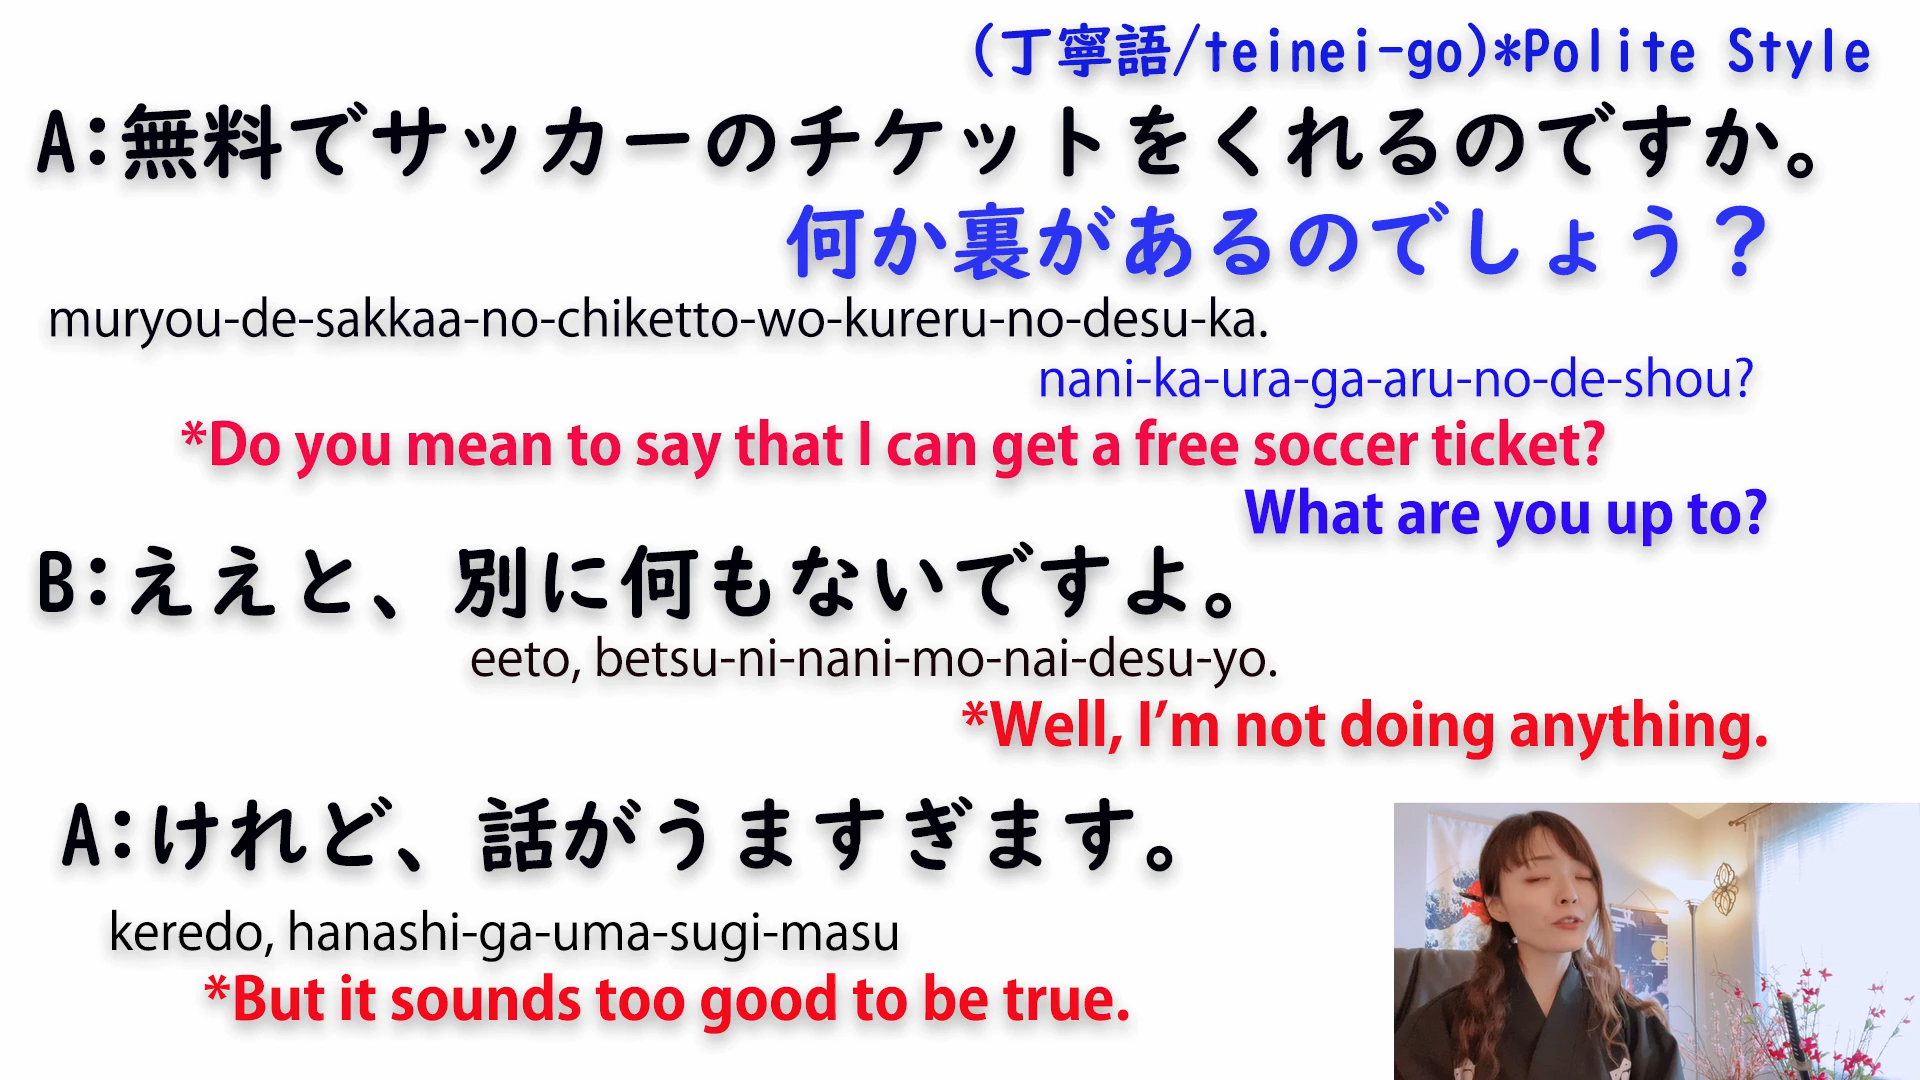 (丁寧語/teinei-go)*Polite Style
A:無料でサッカーのチケットをくれるのですか。
何か裏があるのでしょう？
muryou-de-sakkaa-no-chiketto-wo-kureru-no-desu-ka.
nani-ka-ura-ga-aru-no-de-shou?
*Do you mean to say that I can get a free soccer ticket?
What are you up to?
B:ええと、別に何もないですよ。
eeto, betsu-ni-nani-mo-nai-desu-yo.
*Well, I’m not doing anything.
A:けれど、話がうますぎます。
keredo, hanashi-ga-uma-sugi-masu
*But it sounds too good to be true.